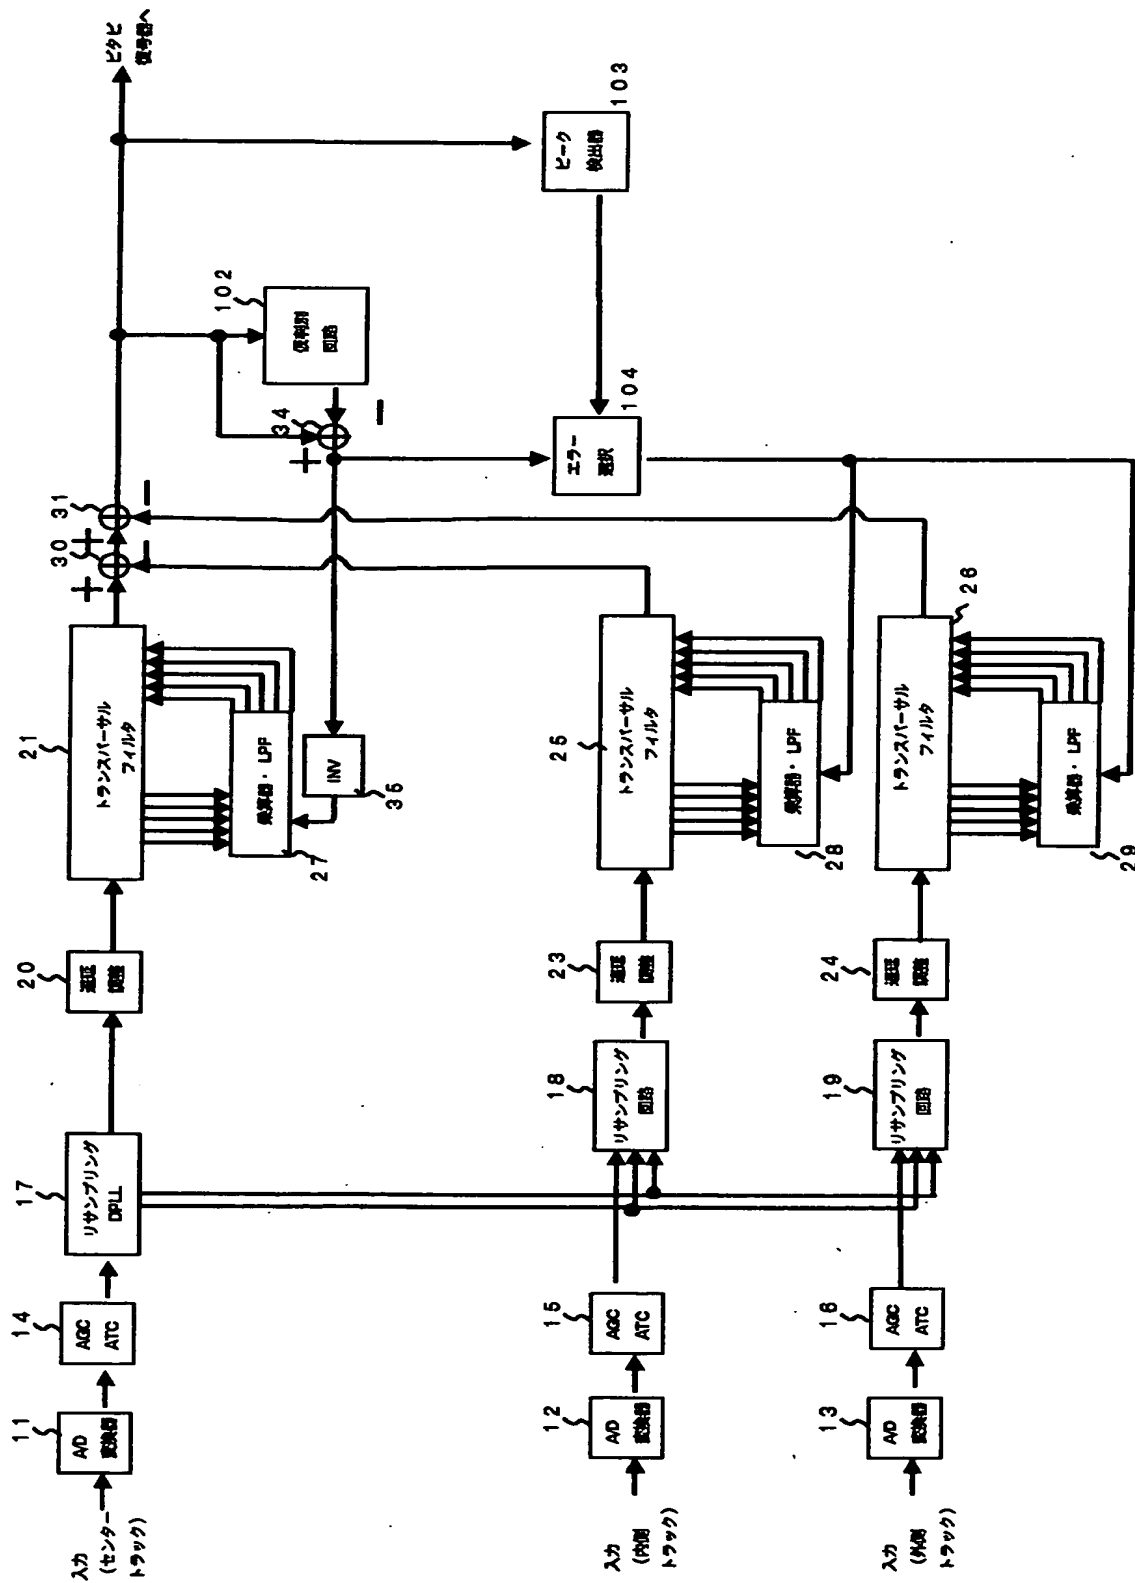 入力
(センター
トラック)
11
A/D
変換器
14
AGC
ATC
17
リサンプリング
DPLL
20
遅延
調整
21
トランスバーサル
フィルタ
乗算器・LPF
27
INV
35
30
+
−
31
+
−
34
+
−
102
仮判別
回路
ビタビ
復号器へ
ピーク
検出器
103
エラー
選択
104
入力
(内側
トラック)
12
A/D
変換器
15
AGC
ATC
18
リサンプリング
回路
23
遅延
調整
25
トランスバーサル
フィルタ
乗算器・LPF
28
入力
(外側
トラック)
13
A/D
変換器
16
AGC
ATC
19
リサンプリング
回路
24
遅延
調整
26
トランスバーサル
フィルタ
乗算器・LPF
29